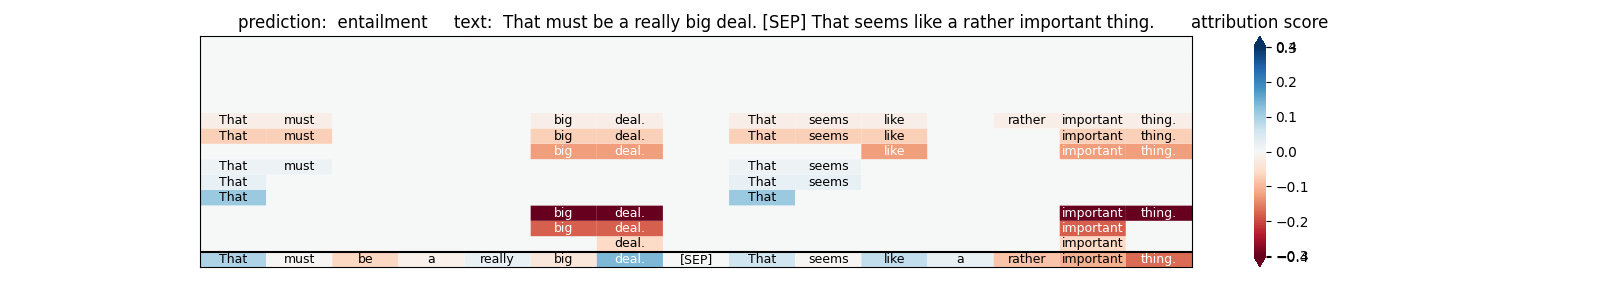 prediction: entailment text: That must be a really big deal. [SEP] That seems like a rather important thing. attribution score
That must big deal. That seems like rather important thing.
That must big deal. That seems like important thing.
big deal. like important thing.
That must That seems
That That seems
That That
big deal. important thing.
big deal. important
deal. important
That must be a really big deal. [SEP] That seems like a rather important thing.
0.2
0.1
0.0
−0.1
−0.2